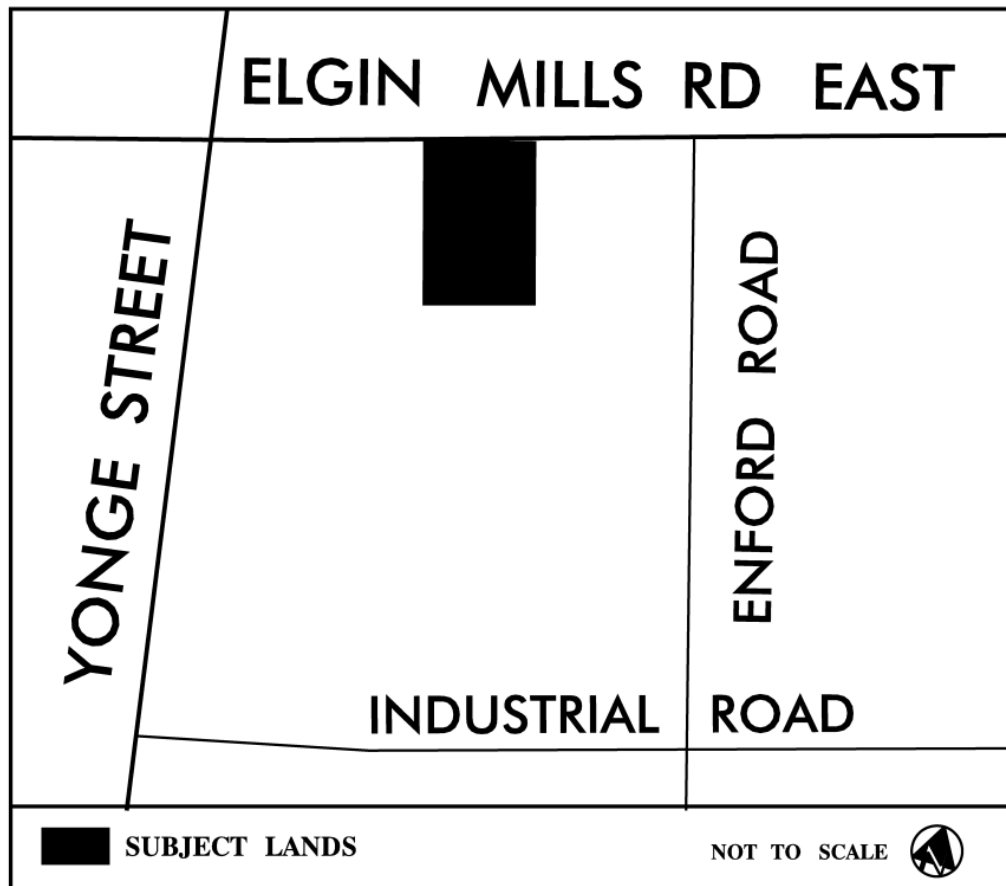 ELGIN MILLS RD EAST
YONGE STREET
ENFORD ROAD
INDUSTRIAL ROAD
SUBJECT LANDS
NOT TO SCALE